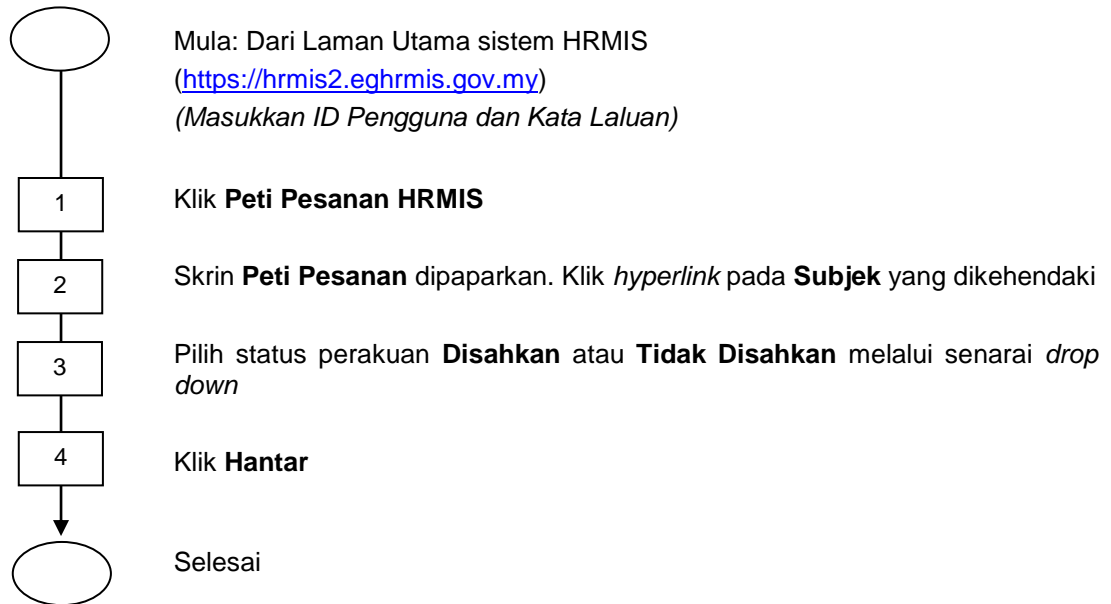 Mula: Dari Laman Utama sistem HRMIS
(https://hrmis2.eghrmis.gov.my)
(Masukkan ID Pengguna dan Kata Laluan)
1
Klik Peti Pesanan HRMIS
2
Skrin Peti Pesanan dipaparkan. Klik hyperlink pada Subjek yang dikehendaki
3
Pilih status perakuan Disahkan atau Tidak Disahkan melalui senarai drop
down
4
Klik Hantar
Selesai